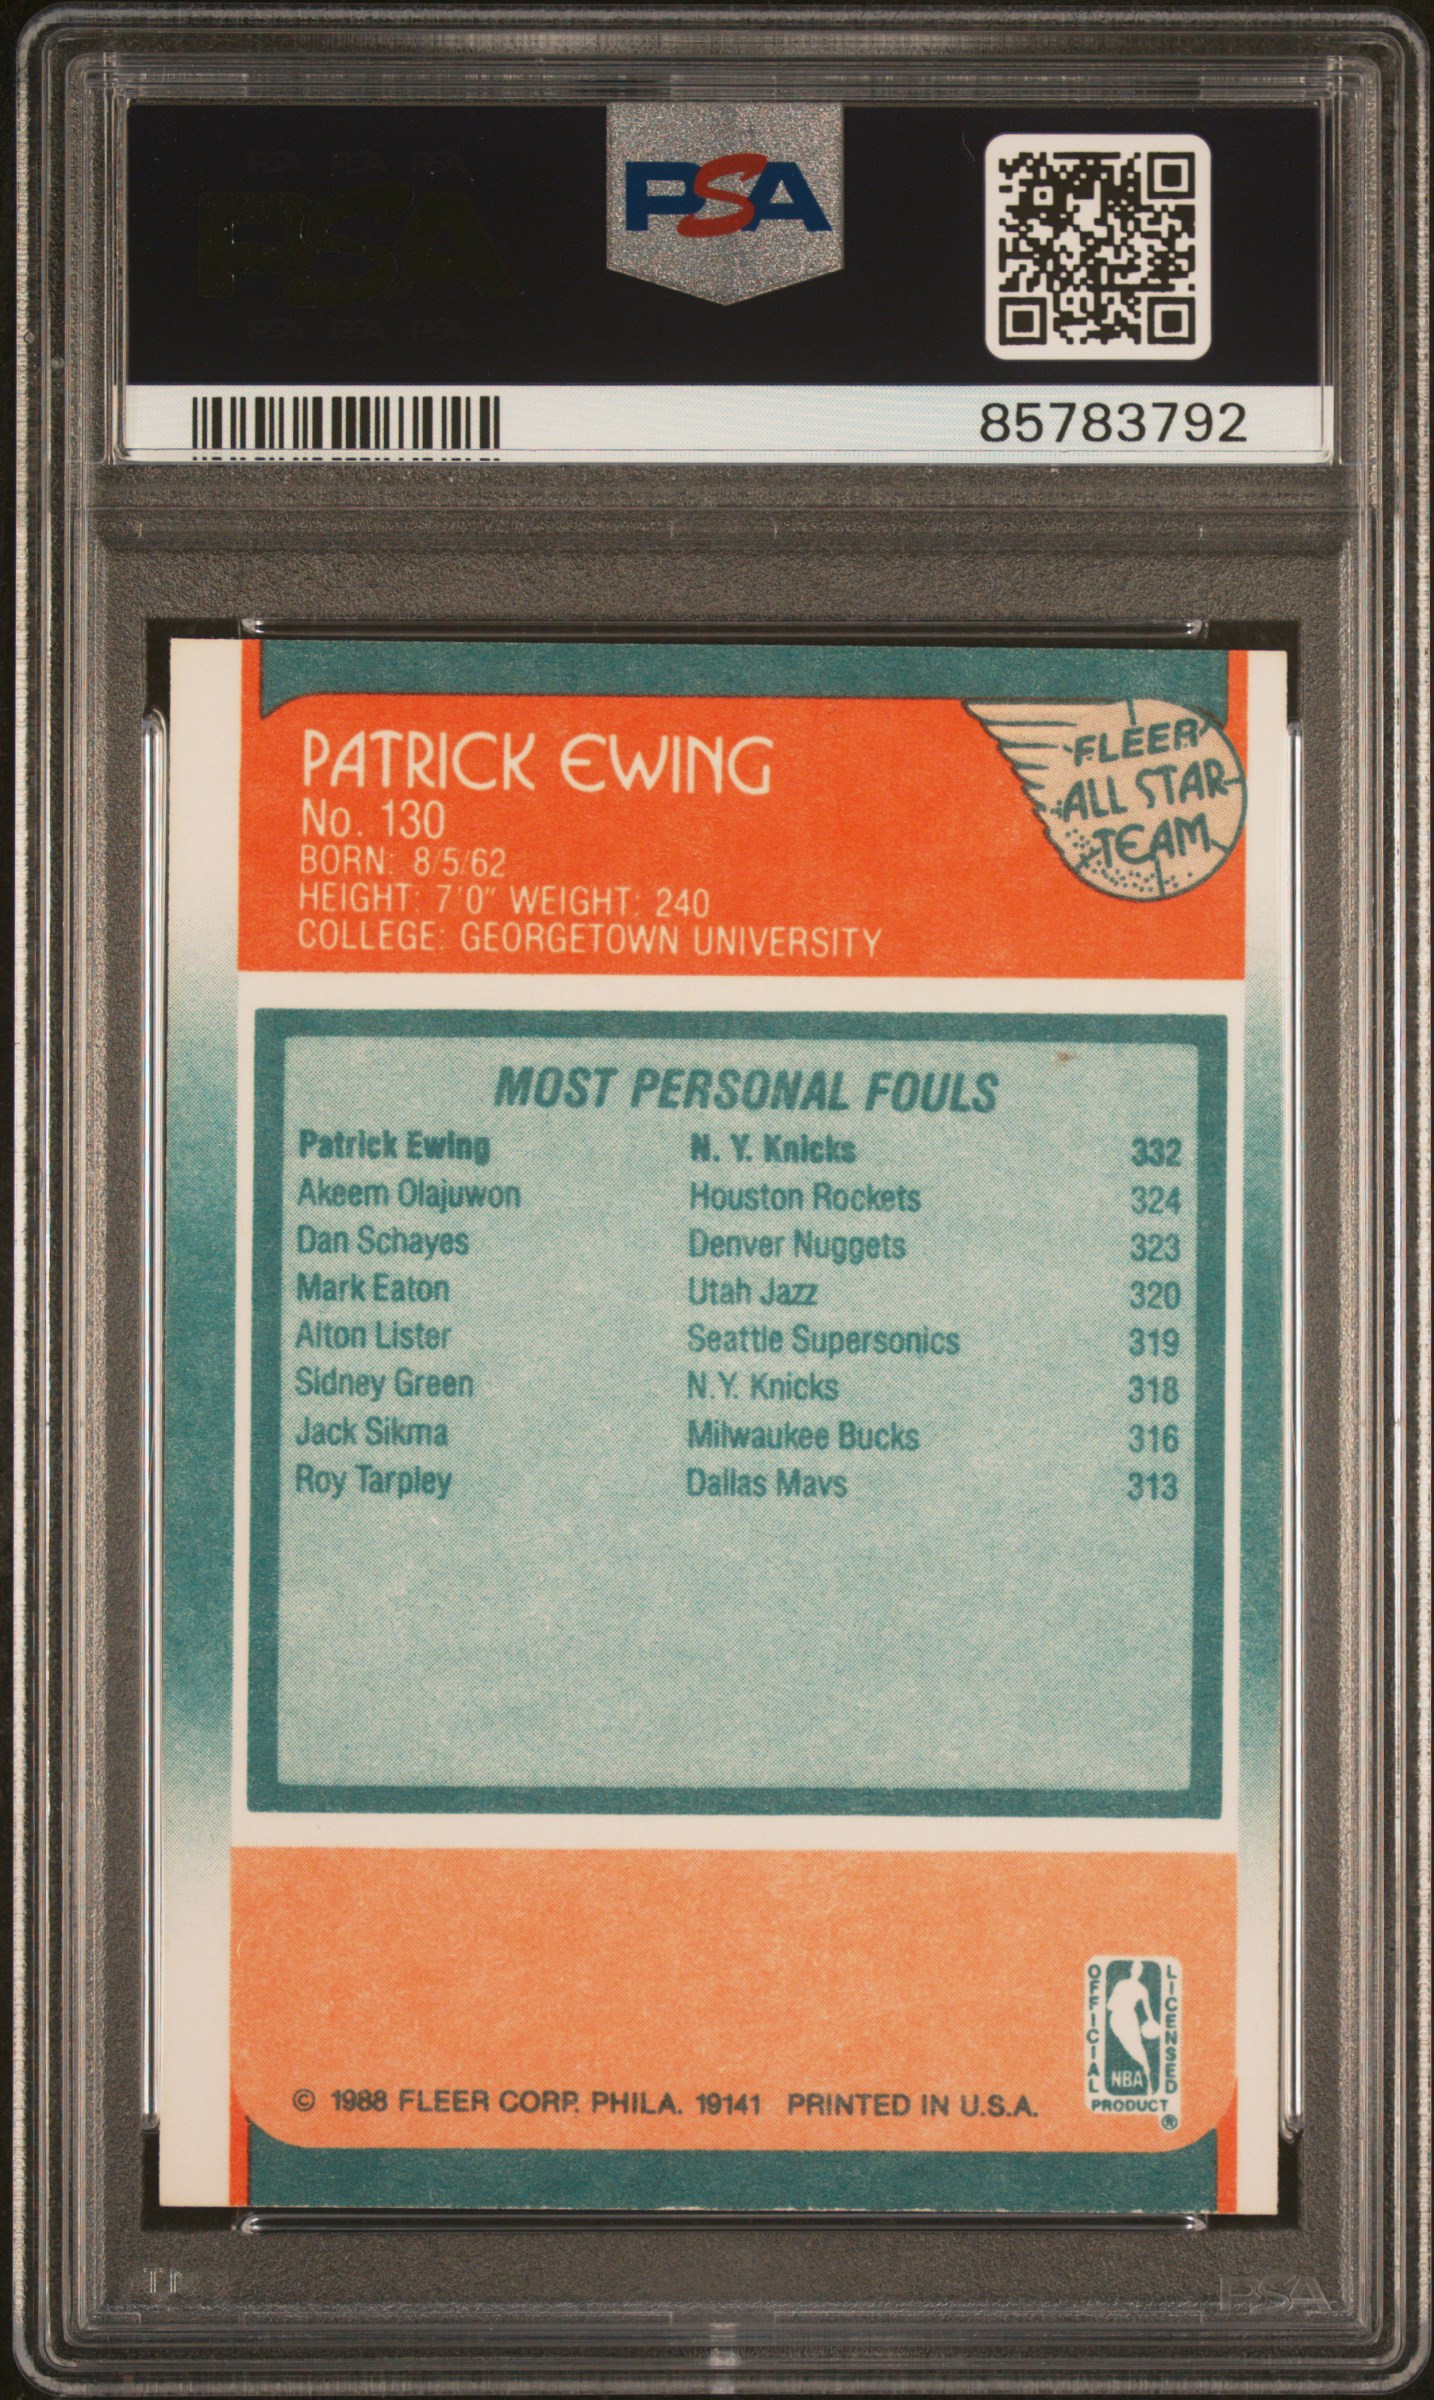 PSA
85783792
PATRICK EWING
No. 130
BORN: 8/5/62
HEIGHT: 7'0" WEIGHT: 240
COLLEGE: GEORGETOWN UNIVERSITY
FLEER
ALL STAR
TEAM
MOST PERSONAL FOULS
Patrick Ewing N. Y. Knicks 332
Akeem Olajuwon Houston Rockets 324
Dan Schayes Denver Nuggets 323
Mark Eaton Utah Jazz 320
Alton Lister Seattle Supersonics 319
Sidney Green N.Y. Knicks 318
Jack Sikma Milwaukee Bucks 316
Roy Tarpley Dallas Mavs 313
OFFICIAL LICENSED
NBA
PRODUCT
®
© 1988 FLEER CORP. PHILA. 19141 PRINTED IN U.S.A.
PSA